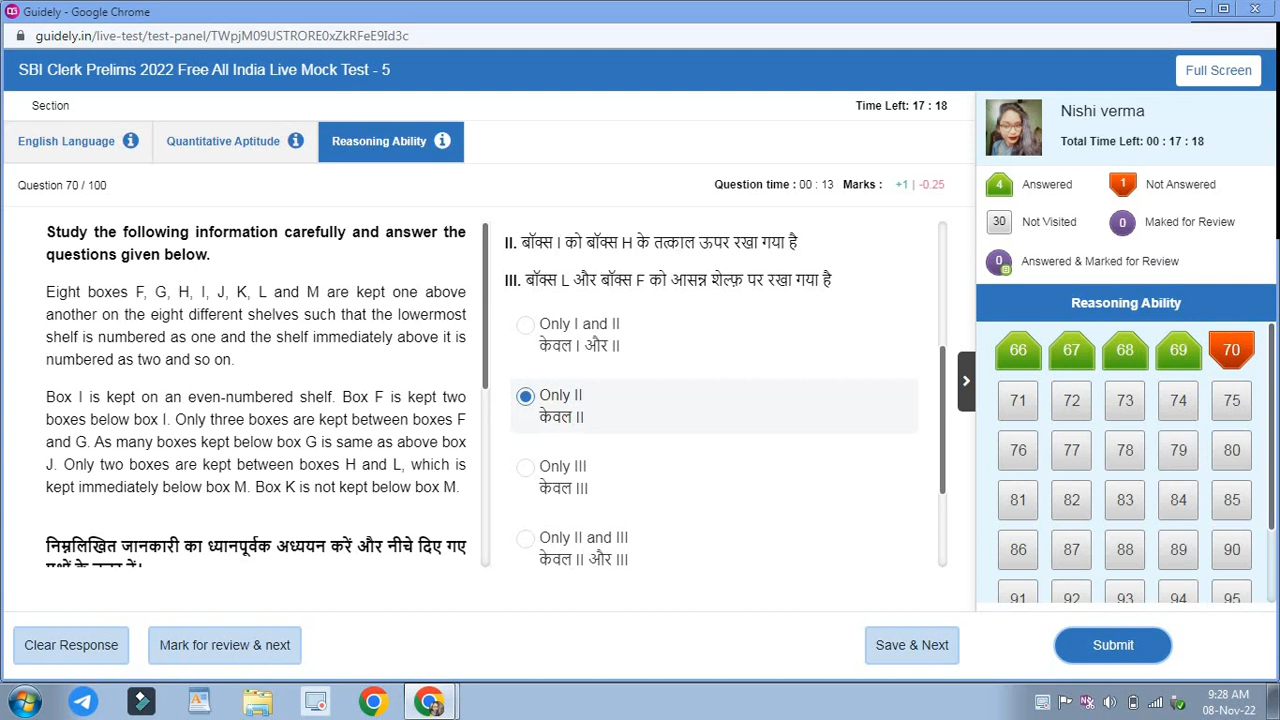 Guidely - Google Chrome
guidely.in/live-test/test-panel/TWpjM09USTRORE0xZkRFeE9Id3c
SBI Clerk Prelims 2022 Free All India Live Mock Test - 5
Full Screen
Section
Time Left: 17 : 18
English Language
Quantitative Aptitude
Reasoning Ability
Question 70 / 100
Question time : 00 : 13 Marks : +1 | -0.25
Study the following information carefully and answer the
questions given below.
Eight boxes F, G, H, I, J, K, L and M are kept one above
another on the eight different shelves such that the lowermost
shelf is numbered as one and the shelf immediately above it is
numbered as two and so on.
Box I is kept on an even-numbered shelf. Box F is kept two
boxes below box I. Only three boxes are kept between boxes F
and G. As many boxes kept below box G is same as above box
J. Only two boxes are kept between boxes H and L, which is
kept immediately below box M. Box K is not kept below box M.
निम्नलिखित जानकारी का ध्यानपूर्वक अध्ययन करें और नीचे दिए गए
प्रश्नों के उत्तर दें।
II. बॉक्स I को बॉक्स H के तत्काल ऊपर रखा गया है
III. बॉक्स L और बॉक्स F को आसन्न शेल्फ़ पर रखा गया है
Only I and II
केवल I और II
Only II
केवल II
Only III
केवल III
Only II and III
केवल II और III
Nishi verma
Total Time Left: 00 : 17 : 18
4 Answered
1 Not Answered
30 Not Visited
0 Maked for Review
0 Answered & Marked for Review
Reasoning Ability
66 67 68 69 70
71 72 73 74 75
76 77 78 79 80
81 82 83 84 85
86 87 88 89 90
91 92 93 94 95
Clear Response
Mark for review & next
Save & Next
Submit
9:28 AM
08-Nov-22